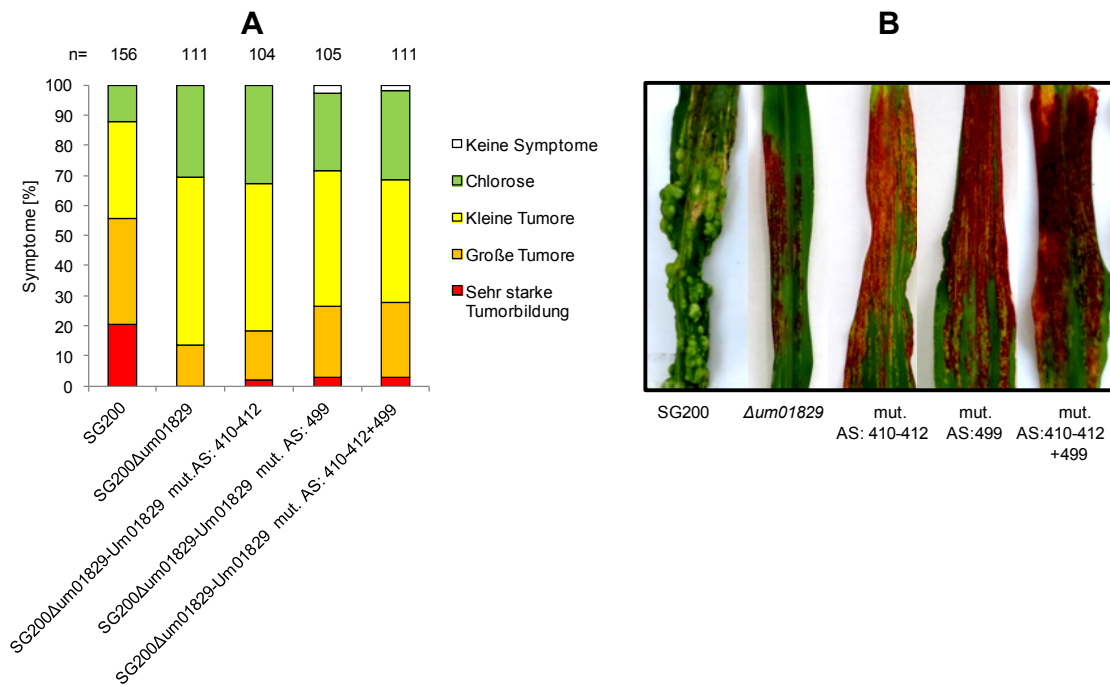 A
n= 156 111 104 105 111
100
90
80
70
60
50
40
30
20
10
0
Symptome [%]
Keine Symptome
Chlorose
Kleine Tumore
Große Tumore
Sehr starke
Tumorbildung
SG200
SG200Δum01829
SG200Δum01829-Um01829 mut.AS: 410-412
SG200Δum01829-Um01829 mut. AS: 499
SG200Δum01829-Um01829 mut. AS: 410-412+499
B
SG200
Δum01829
mut.
AS: 410-412
mut.
AS:499
mut.
AS:410-412
+499